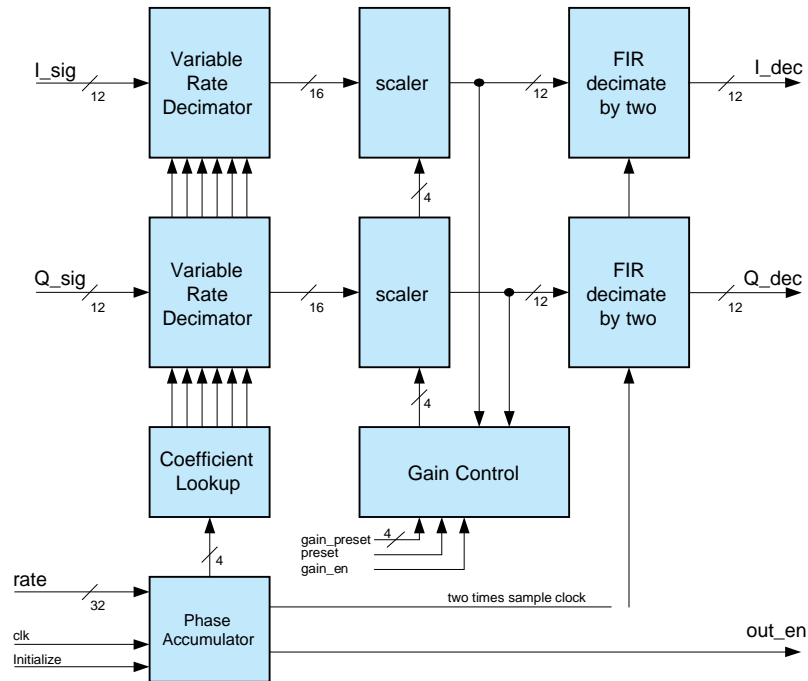 I_sig
12
Variable
Rate
Decimator
16
scaler
12
FIR
decimate
by two
I_dec
12
4
Q_sig
12
Variable
Rate
Decimator
16
scaler
12
FIR
decimate
by two
Q_dec
12
4
Coefficient
Lookup
Gain Control
4
gain_preset
4
preset
gain_en
rate
32
clk
Initialize
Phase
Accumulator
two times sample clock
out_en